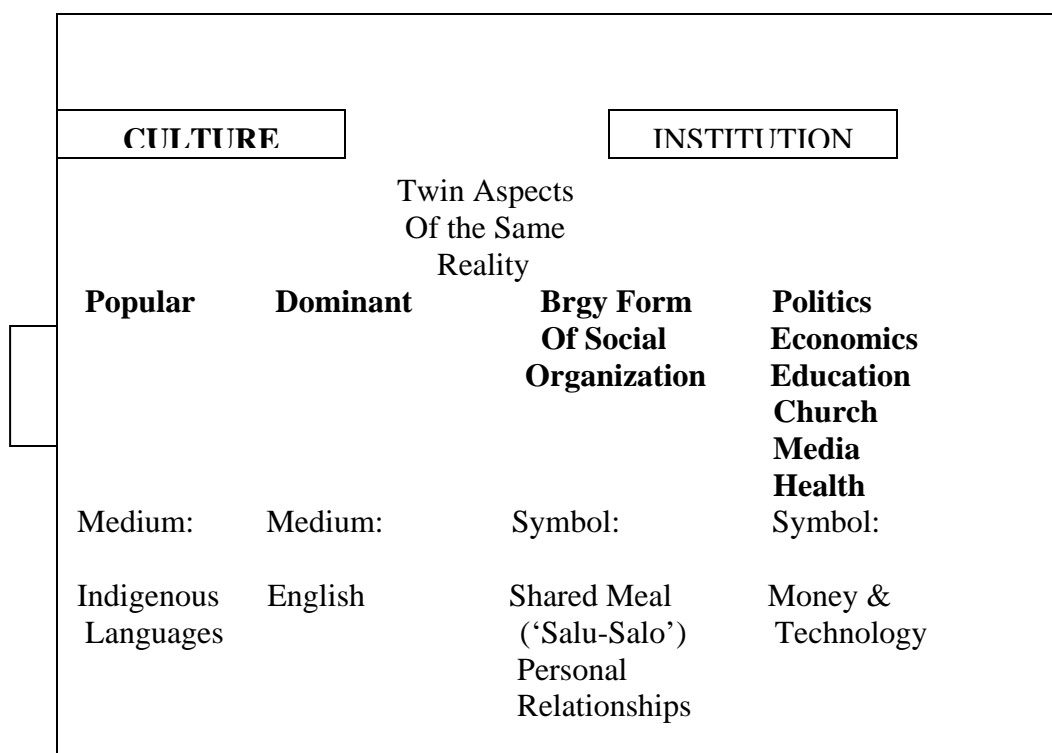 CULTURE INSTITUTION
Twin Aspects
Of the Same
Reality
Popular Dominant Brgy Form Politics
Of Social Economics
Organization Education
Church
Media
Health
Medium: Medium: Symbol: Symbol:
Indigenous English Shared Meal Money &
Languages (‘Salu-Salo’) Technology
Personal
Relationships